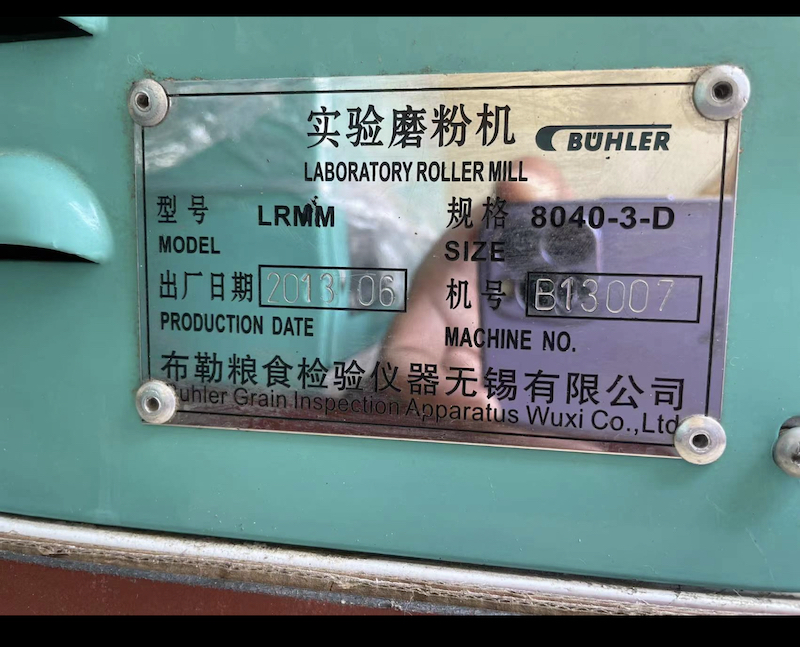 实验磨粉机 BÜHLER
LABORATORY ROLLER MILL
型号 LRMM 规格 8040-3-D
MODEL SIZE
出厂日期 2013 06 机号 B13007
PRODUCTION DATE MACHINE NO.
布勒粮食检验仪器无锡有限公司
Buhler Grain Inspection Apparatus Wuxi Co.,Ltd